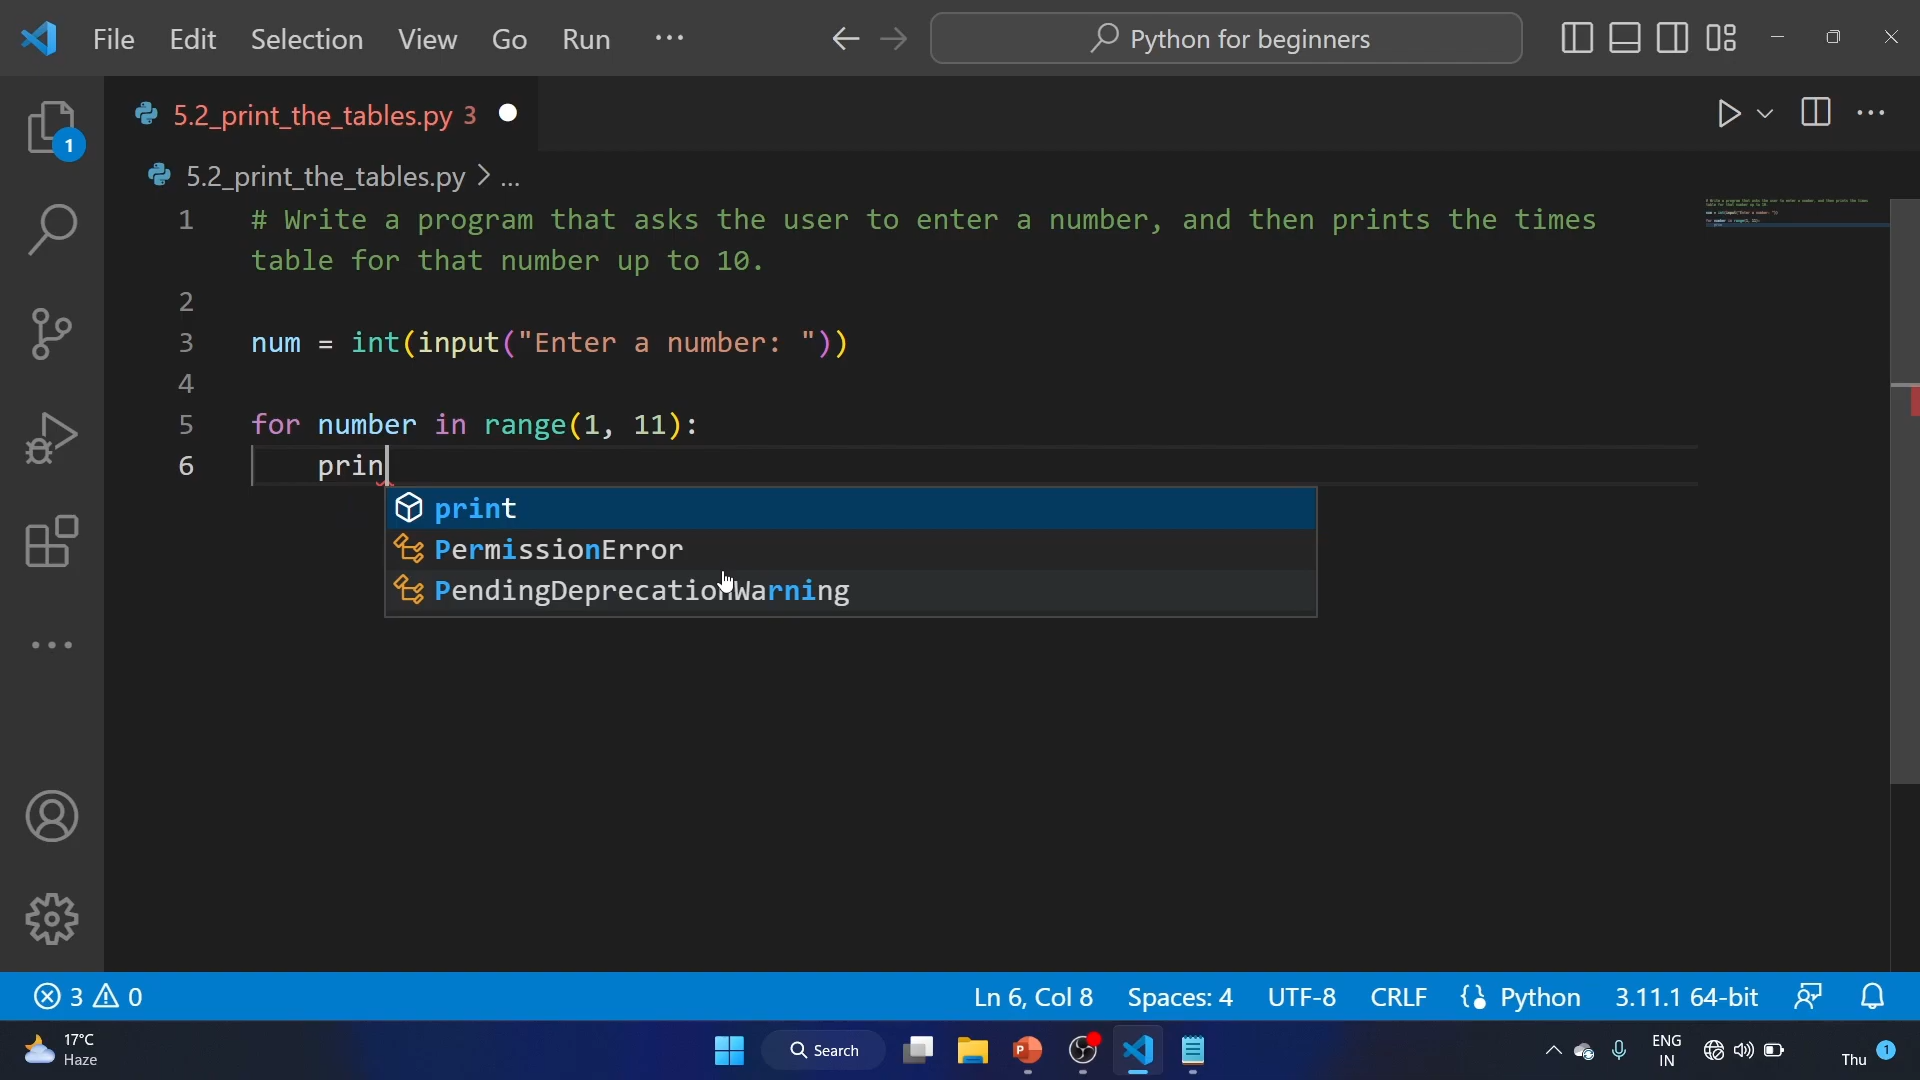 File Edit Selection View Go Run ···
Python for beginners
5.2_print_the_tables.py 3
5.2_print_the_tables.py > ...
1 # Write a program that asks the user to enter a number, and then prints the times
table for that number up to 10.
2
3 num = int(input("Enter a number: "))
4
5 for number in range(1, 11):
6 prin
print
PermissionError
PendingDeprecationWarning
1
3 0
Ln 6, Col 8 Spaces: 4 UTF-8 CRLF Python 3.11.1 64-bit
17°C
Haze
Search
ENG
IN
Thu 1